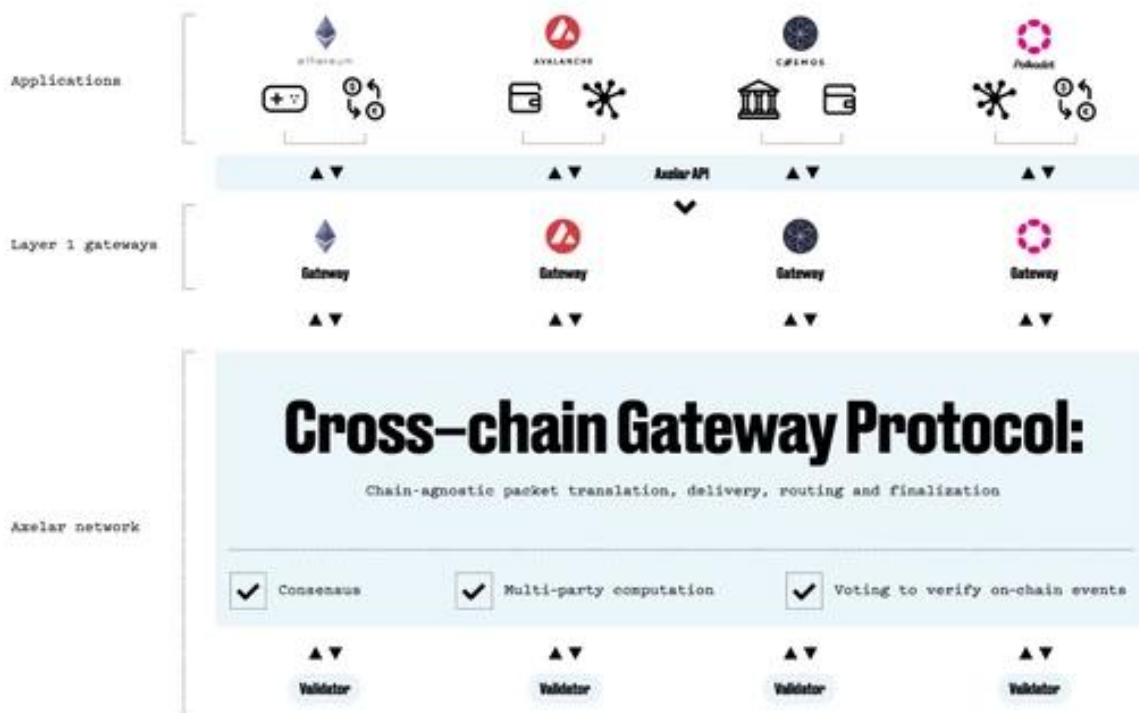 ethereum
AVALANCHE
COSMOS
Polkadot
Applications
Axelar API
Layer 1 gateways
Gateway
Gateway
Gateway
Gateway
Cross-chain Gateway Protocol:
Chain-agnostic packet translation, delivery, routing and finalization
Axelar network
Consensus
Multi-party computation
Voting to verify on-chain events
Validator
Validator
Validator
Validator